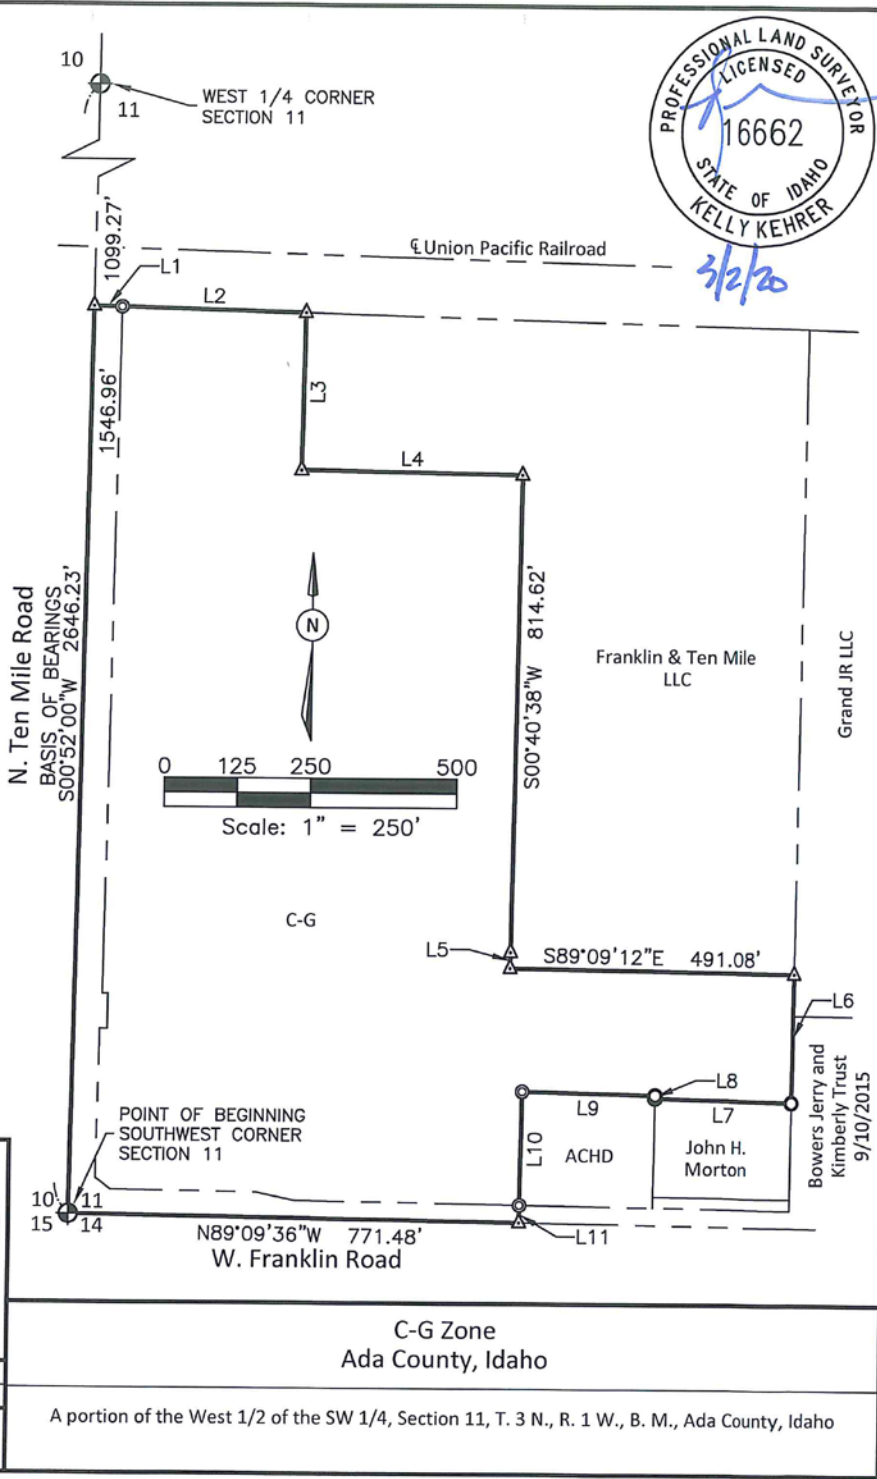 10
11
WEST 1/4 CORNER
SECTION 11
PROFESSIONAL LAND SURVEYOR
LICENSED
16662
STATE OF IDAHO
KELLY KEHRER
3/2/20
1099.27'
℄ Union Pacific Railroad
L1
L2
1546.96'
L3
L4
N. Ten Mile Road
BASIS OF BEARINGS
S00°52'00"W 2646.23'
N
S00°40'38"W 814.62'
Franklin & Ten Mile
LLC
Grand JR LLC
0 125 250 500
Scale: 1" = 250'
C-G
L5
S89°09'12"E 491.08'
L6
L8
L9
L7
L10
ACHD
John H.
Morton
Bowers Jerry and
Kimberly Trust
9/10/2015
POINT OF BEGINNING
SOUTHWEST CORNER
SECTION 11
10 11
15 14
N89°09'36"W 771.48'
L11
W. Franklin Road
C-G Zone
Ada County, Idaho
A portion of the West 1/2 of the SW 1/4, Section 11, T. 3 N., R. 1 W., B. M., Ada County, Idaho